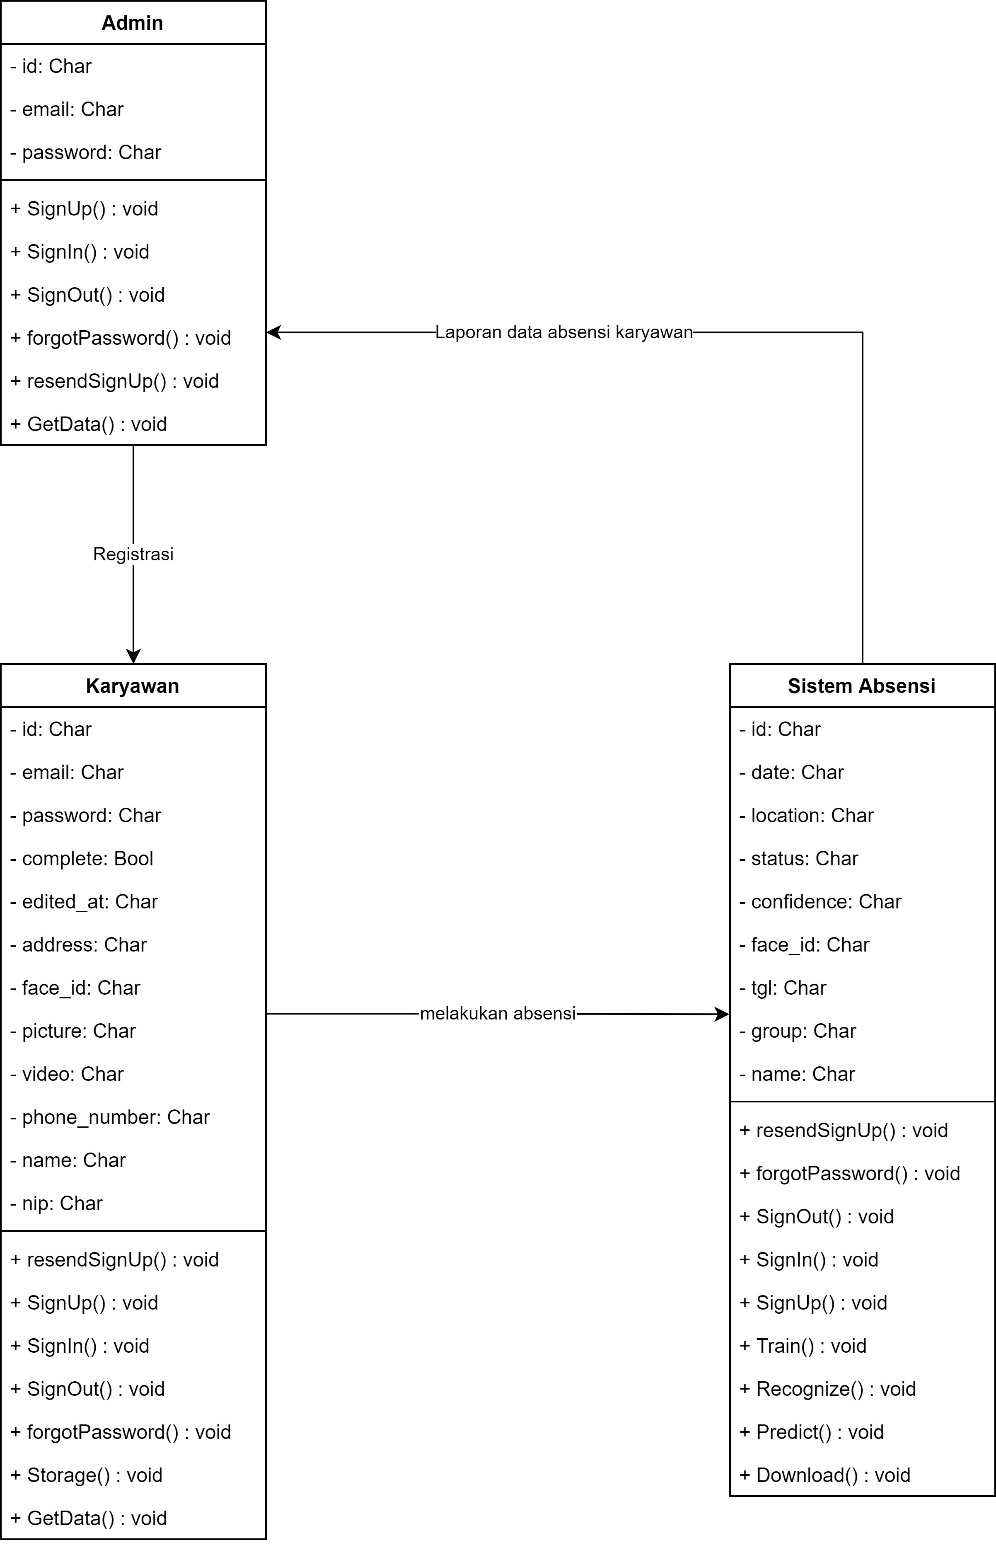 Admin
- id: Char
- email: Char
- password: Char
+ SignUp() : void
+ SignIn() : void
+ SignOut() : void
+ forgotPassword() : void
+ resendSignUp() : void
+ GetData() : void
Laporan data absensi karyawan
Registrasi
Karyawan
- id: Char
- email: Char
- password: Char
- complete: Bool
- edited_at: Char
- address: Char
- face_id: Char
- picture: Char
- video: Char
- phone_number: Char
- name: Char
- nip: Char
+ resendSignUp() : void
+ SignUp() : void
+ SignIn() : void
+ SignOut() : void
+ forgotPassword() : void
+ Storage() : void
+ GetData() : void
melakukan absensi
Sistem Absensi
- id: Char
- date: Char
- location: Char
- status: Char
- confidence: Char
- face_id: Char
- tgl: Char
- group: Char
- name: Char
+ resendSignUp() : void
+ forgotPassword() : void
+ SignOut() : void
+ SignIn() : void
+ SignUp() : void
+ Train() : void
+ Recognize() : void
+ Predict() : void
+ Download() : void